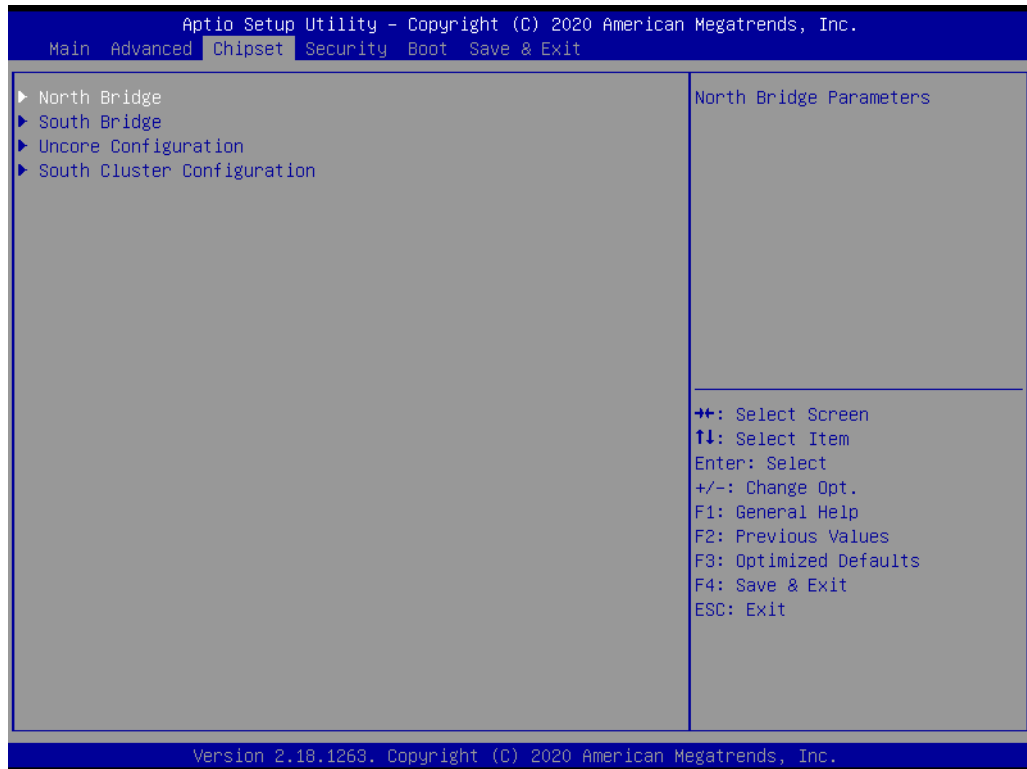 Aptio Setup Utility – Copyright (C) 2020 American Megatrends, Inc.
Main Advanced Chipset Security Boot Save & Exit
▶ North Bridge
▶ South Bridge
▶ Uncore Configuration
▶ South Cluster Configuration
North Bridge Parameters
→←: Select Screen
↑↓: Select Item
Enter: Select
+/-: Change Opt.
F1: General Help
F2: Previous Values
F3: Optimized Defaults
F4: Save & Exit
ESC: Exit
Version 2.18.1263. Copyright (C) 2020 American Megatrends, Inc.